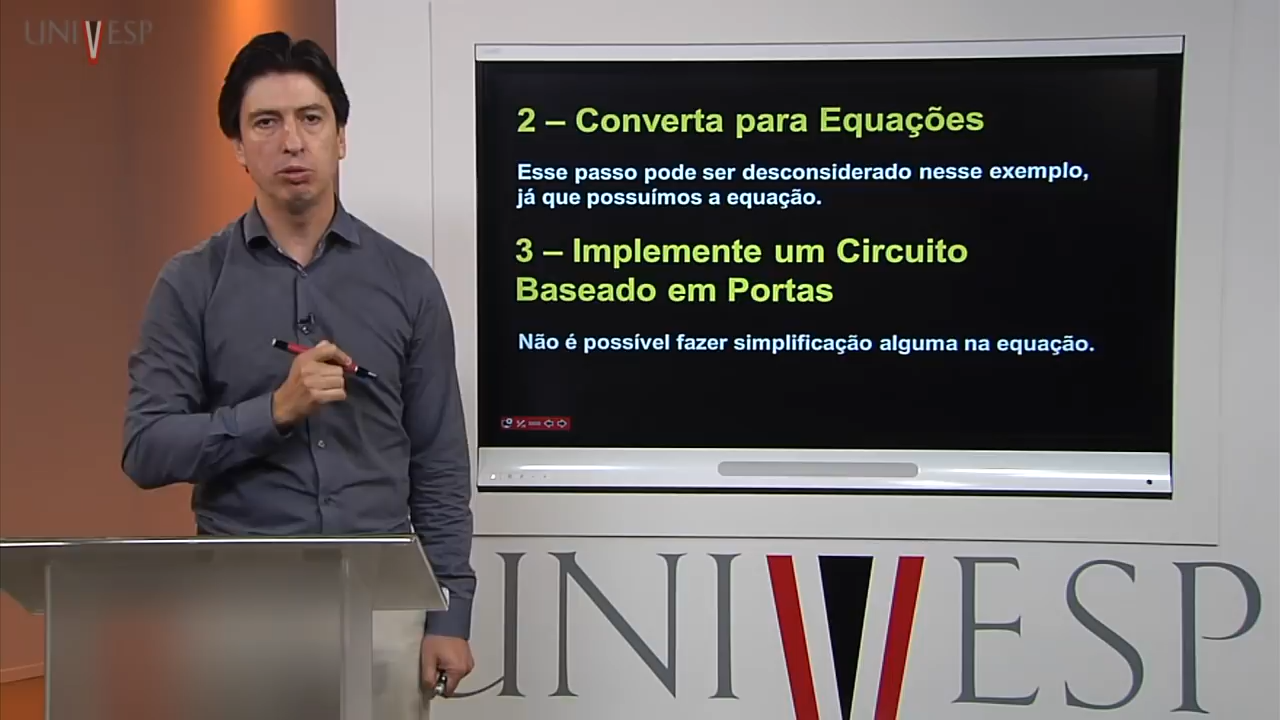 UNIVESP
2 – Converta para Equações
Esse passo pode ser desconsiderado nesse exemplo,
já que possuímos a equação.
3 – Implemente um Circuito
Baseado em Portas
Não é possível fazer simplificação alguma na equação.
UNIVESP